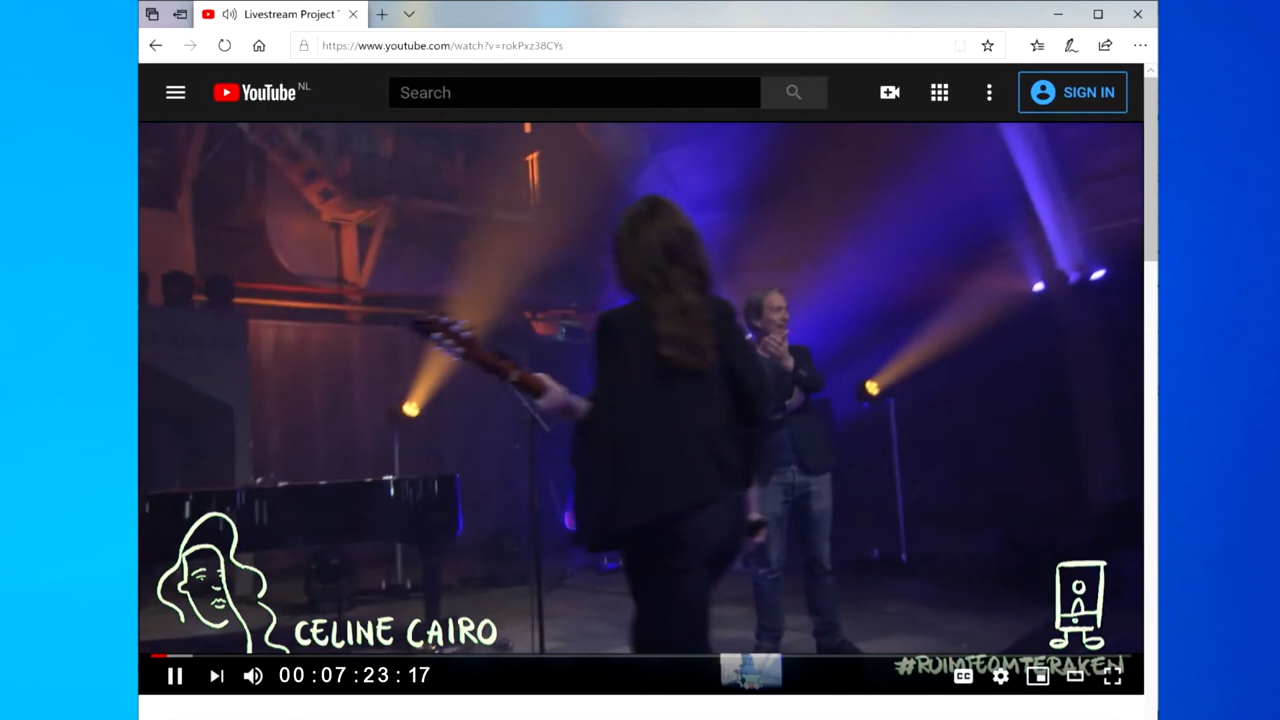 Livestream Project
https://www.youtube.com/watch?v=rokPxz38CYs
YouTube NL
Search
SIGN IN
CELINE CAIRO
#RUIMTEOMTERAKEN
00:07:23:17
CC